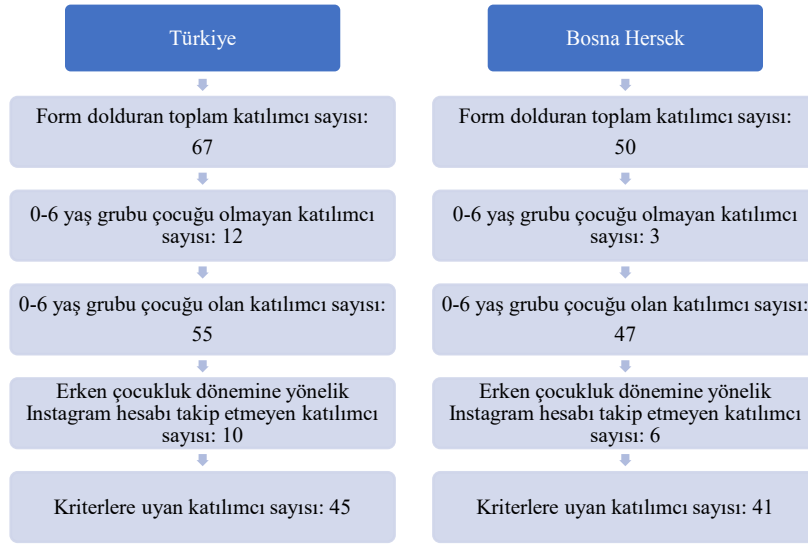 Türkiye
Form dolduran toplam katılımcı sayısı:
67
0-6 yaş grubu çocuğu olmayan katılımcı
sayısı: 12
0-6 yaş grubu çocuğu olan katılımcı sayısı:
55
Erken çocukluk dönemine yönelik
Instagram hesabı takip etmeyen katılımcı
sayısı: 10
Kriterlere uyan katılımcı sayısı: 45
Bosna Hersek
Form dolduran toplam katılımcı sayısı:
50
0-6 yaş grubu çocuğu olmayan katılımcı
sayısı: 3
0-6 yaş grubu çocuğu olan katılımcı sayısı:
47
Erken çocukluk dönemine yönelik
Instagram hesabı takip etmeyen katılımcı
sayısı: 6
Kriterlere uyan katılımcı sayısı: 41